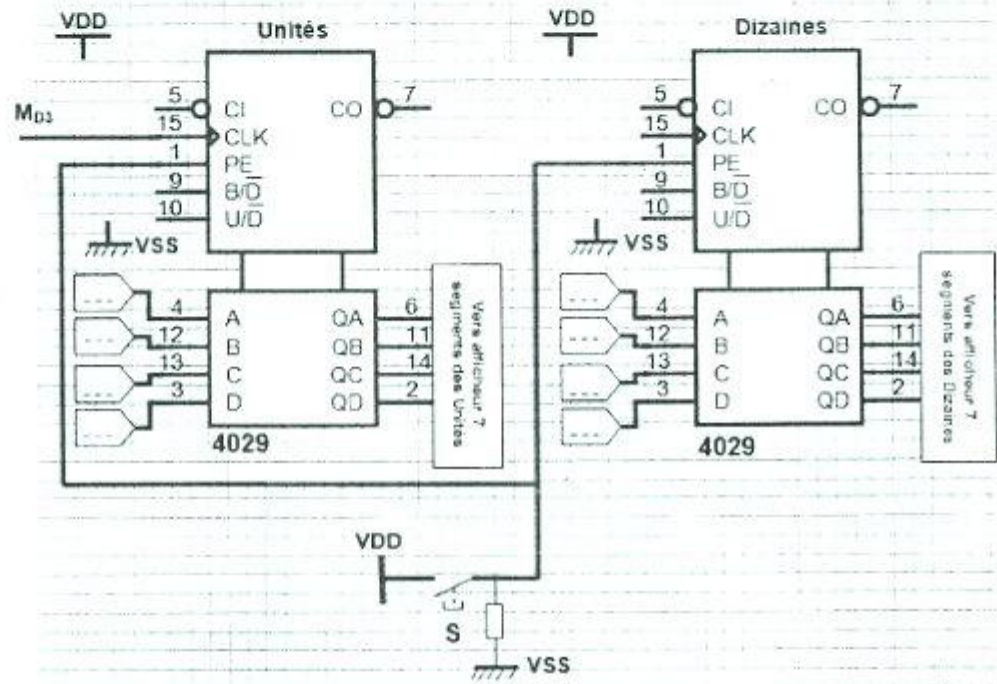 VDD
Unités
VDD
Dizaines
5
CI
CO
7
M_D3
15
CLK
1
PE
9
B/D̅
10
U/D̅
VSS
5
CI
CO
7
15
CLK
1
PE
9
B/D̅
10
U/D̅
VSS
---
---
---
---
4
A
QA
6
12
B
QB
11
13
C
QC
14
3
D
QD
2
4029
Vers afficheur 7
segments des Unités
---
---
---
---
4
A
QA
6
12
B
QB
11
13
C
QC
14
3
D
QD
2
4029
Vers afficheur 7
segments des Dizaines
VDD
S
VSS